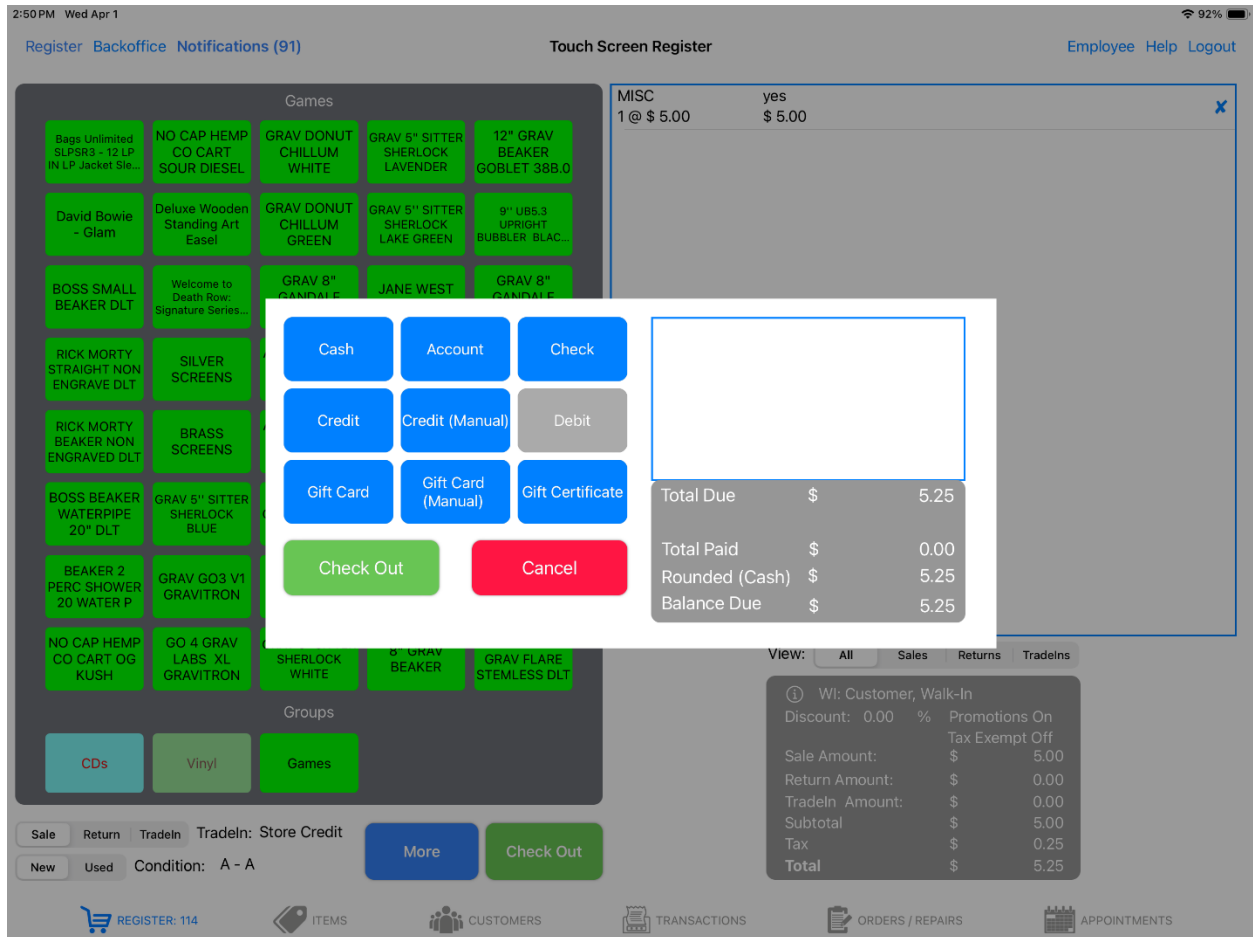 2:50 PM Wed Apr 1
92%
Register Backoffice Notifications (91)
Touch Screen Register
Employee Help Logout
Games
Bags Unlimited
SLPSR3 - 12 LP
IN LP Jacket Sle...
NO CAP HEMP
CO CART
SOUR DIESEL
GRAV DONUT
CHILLUM
WHITE
GRAV 5" SITTER
SHERLOCK
LAVENDER
12" GRAV
BEAKER
GOBLET 38B.0
David Bowie
- Glam
Deluxe Wooden
Standing Art
Easel
GRAV DONUT
CHILLUM
GREEN
GRAV 5'' SITTER
SHERLOCK
LAKE GREEN
9'' UB5.3
UPRIGHT
BUBBLER BLAC...
BOSS SMALL
BEAKER DLT
Welcome to
Death Row:
Signature Series...
GRAV 8"
GANDALF
JANE WEST
GRAV 8"
GANDALF
RICK MORTY
STRAIGHT NON
ENGRAVE DLT
SILVER
SCREENS
RICK MORTY
BEAKER NON
ENGRAVED DLT
BRASS
SCREENS
BOSS BEAKER
WATERPIPE
20" DLT
GRAV 5'' SITTER
SHERLOCK
BLUE
BEAKER 2
PERC SHOWER
20 WATER P
GRAV GO3 V1
GRAVITRON
NO CAP HEMP
CO CART OG
KUSH
GO 4 GRAV
LABS XL
GRAVITRON
SHERLOCK
WHITE
8" GRAV
BEAKER
GRAV FLARE
STEMLESS DLT
Groups
CDs
Vinyl
Games
Sale Return TradeIn TradeIn: Store Credit
New Used Condition: A - A
More
Check Out
MISC yes
1 @ $ 5.00 $ 5.00
✘
Cash
Account
Check
Credit
Credit (Manual)
Debit
Gift Card
Gift Card
(Manual)
Gift Certificate
Check Out
Cancel
Total Due $ 5.25
Total Paid $ 0.00
Rounded (Cash) $ 5.25
Balance Due $ 5.25
View: All Sales Returns TradeIns
WI: Customer, Walk-In
Discount: 0.00 % Promotions On
Tax Exempt Off
Sale Amount: $ 5.00
Return Amount: $ 0.00
TradeIn Amount: $ 0.00
Subtotal $ 5.00
Tax $ 0.25
Total $ 5.25
REGISTER: 114
ITEMS
CUSTOMERS
TRANSACTIONS
ORDERS / REPAIRS
APPOINTMENTS